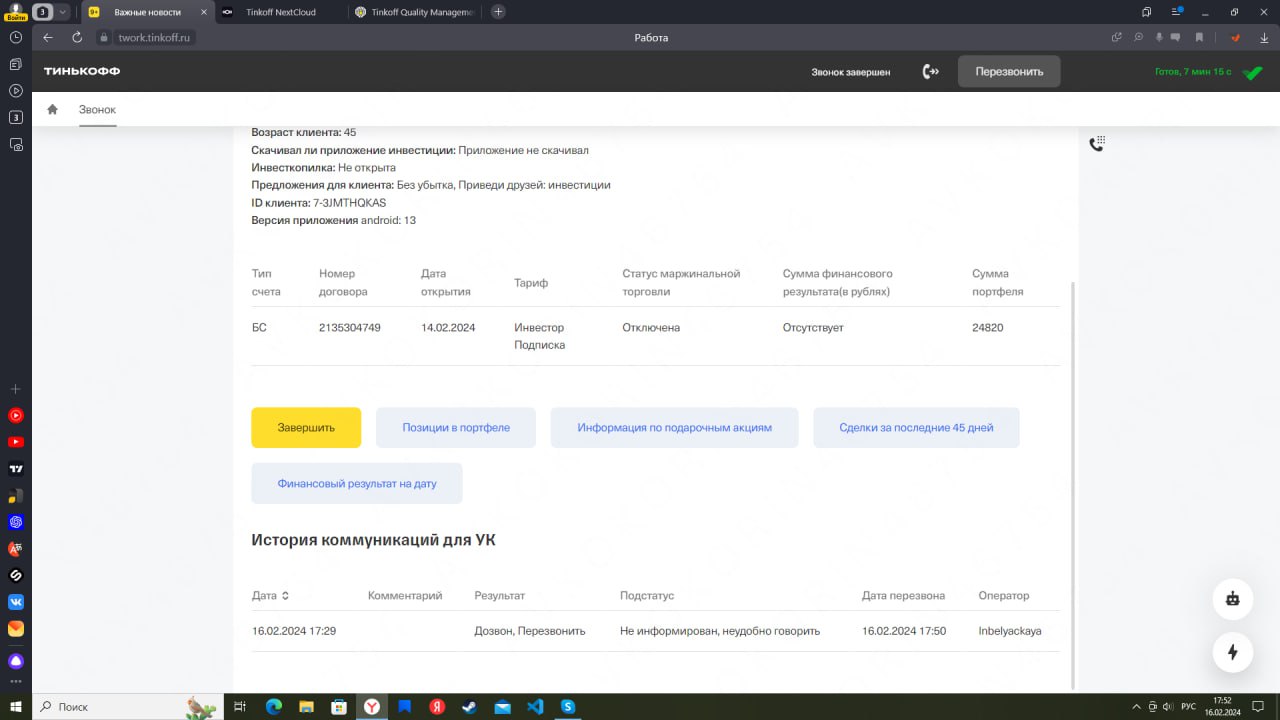 3
Важные новости
Tinkoff NextCloud
Tinkoff Quality Manageme
Войти
9+
twork.tinkoff.ru
Работа
ТИНЬКОФФ
Звонок завершен
Перезвонить
Готов, 7 мин 15 с
Звонок
3
Возраст клиента: 45
Скачивал ли приложение инвестиции: Приложение не скачивал
Инвесткопилка: Не открыта
Предложения для клиента: Без убытка, Приведи друзей: инвестиции
ID клиента: 7-3JMTHQKAS
Версия приложения android: 13
Тип счета
Номер договора
Дата открытия
Тариф
Статус маржинальной торговли
Сумма финансового результата(в рублях)
Сумма портфеля
БС
2135304749
14.02.2024
Инвестор Подписка
Отключена
Отсутствует
24820
Завершить
Позиции в портфеле
Информация по подарочным акциям
Сделки за последние 45 дней
Финансовый результат на дату
История коммуникаций для УК
Дата
Комментарий
Результат
Подстатус
Дата перезвона
Оператор
16.02.2024 17:29
Дозвон, Перезвонить
Не информирован, неудобно говорить
16.02.2024 17:50
Inbelyackaya
Поиск
РУС
17:52
16.02.2024